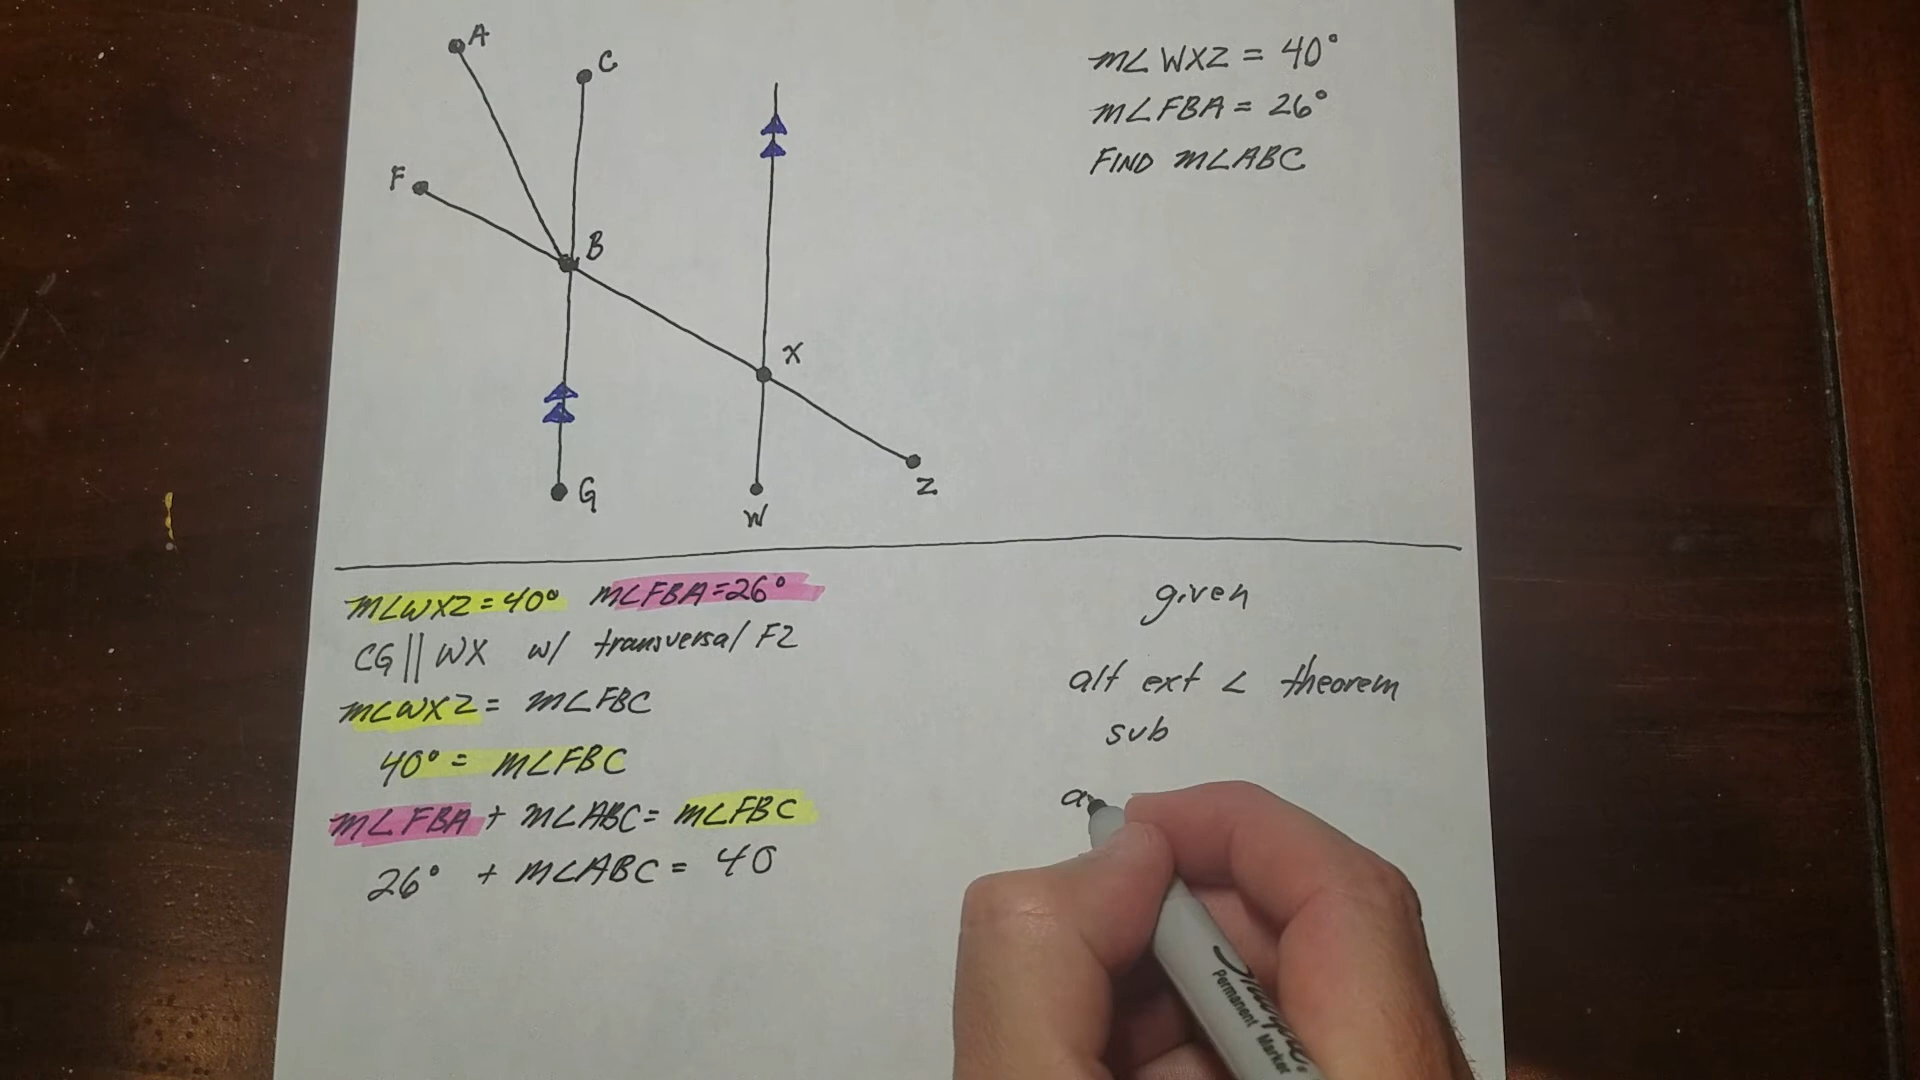 A
C
F
B
X
G
W
Z
m∠WXZ = 40°
m∠FBA = 26°
FIND m∠ABC
m∠WXZ = 40° m∠FBA = 26° given
CG || WX w/ transversal FZ
m∠WXZ = m∠FBC alt ext ∠ theorem
40° = m∠FBC sub
m∠FBA + m∠ABC = m∠FBC a
26° + m∠ABC = 40
Sharpie
Permanent Marker